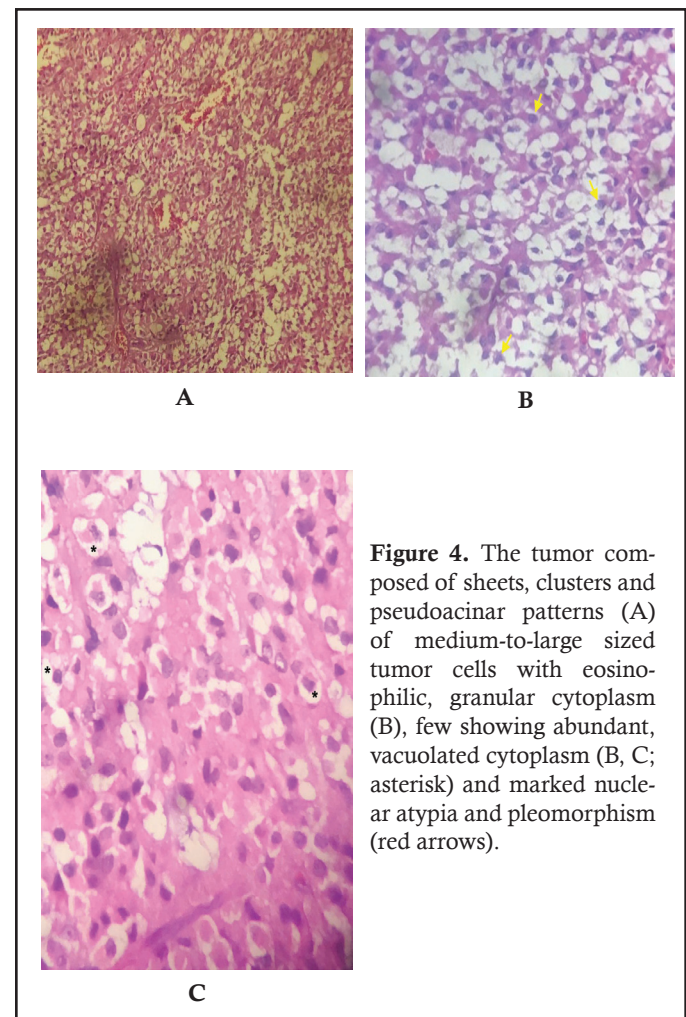 A
B
*
*
*
C
Figure 4. The tumor com-
posed of sheets, clusters and
pseudoacinar patterns (A)
of medium-to-large sized
tumor cells with eosino-
philic, granular cytoplasm
(B), few showing abundant,
vacuolated cytoplasm (B, C;
asterisk) and marked nucle-
ar atypia and pleomorphism
(red arrows).